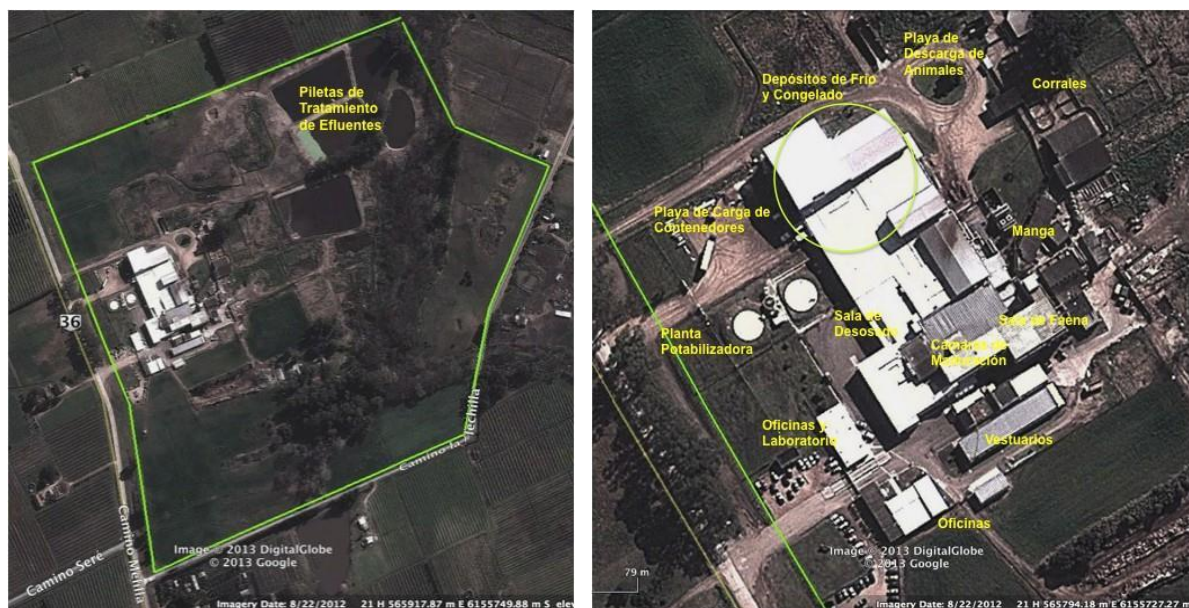 Piletas de
Tratamiento
de Efluentes
36
Camino Seré
Camino Melilla
Camino la Flechilla
Image © 2013 DigitalGlobe
© 2013 Google
Imagery Date: 8/22/2012 21 H 565917.87 m E 6155749.88 m S elev
Playa de
Descarga de
Animales
Depósitos de Frío
y Congelado
Corrales
Playa de Carga de
Contenedores
Manga
Planta
Potabilizadora
Sala de
Desosado
Sala de Faena
Cámaras de
Maduración
Oficinas y
Laboratorio
Vestuarios
Oficinas
Image © 2013 DigitalGlobe
© 2013 Google
79 m
Imagery Date: 8/22/2012 21 H 565794.18 m E 6155727.27 m